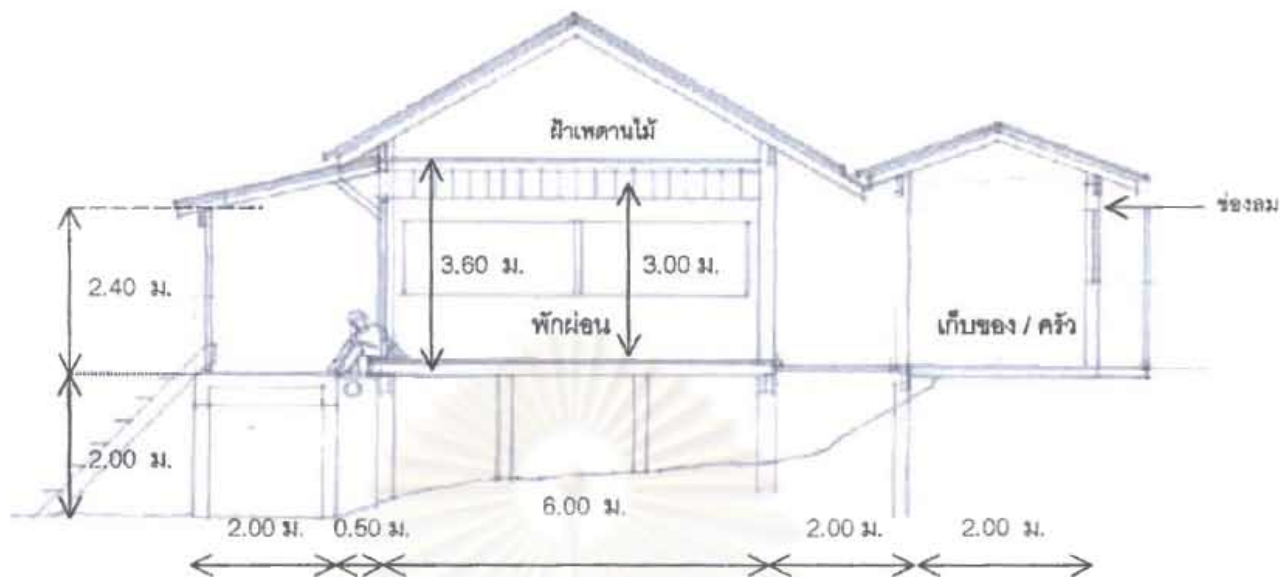 ฝ้าเพดานไม้
ช่องลม
3.60 ม.
3.00 ม.
2.40 ม.
พักผ่อน
เก็บของ / ครัว
2.00 ม.
6.00 ม.
2.00 ม.
0.50 ม.
2.00 ม.
2.00 ม.